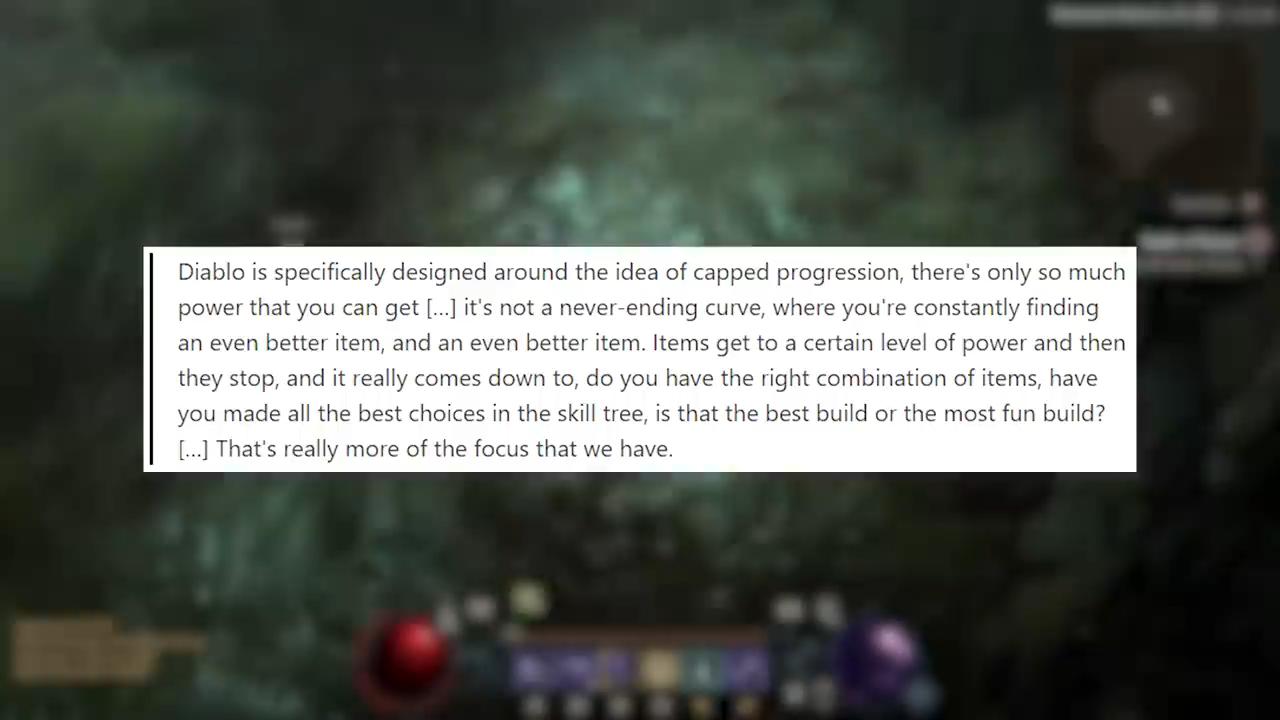 Diablo is specifically designed around the idea of capped progression, there's only so much
power that you can get [...] it's not a never-ending curve, where you're constantly finding
an even better item, and an even better item. Items get to a certain level of power and then
they stop, and it really comes down to, do you have the right combination of items, have
you made all the best choices in the skill tree, is that the best build or the most fun build?
[...] That's really more of the focus that we have.